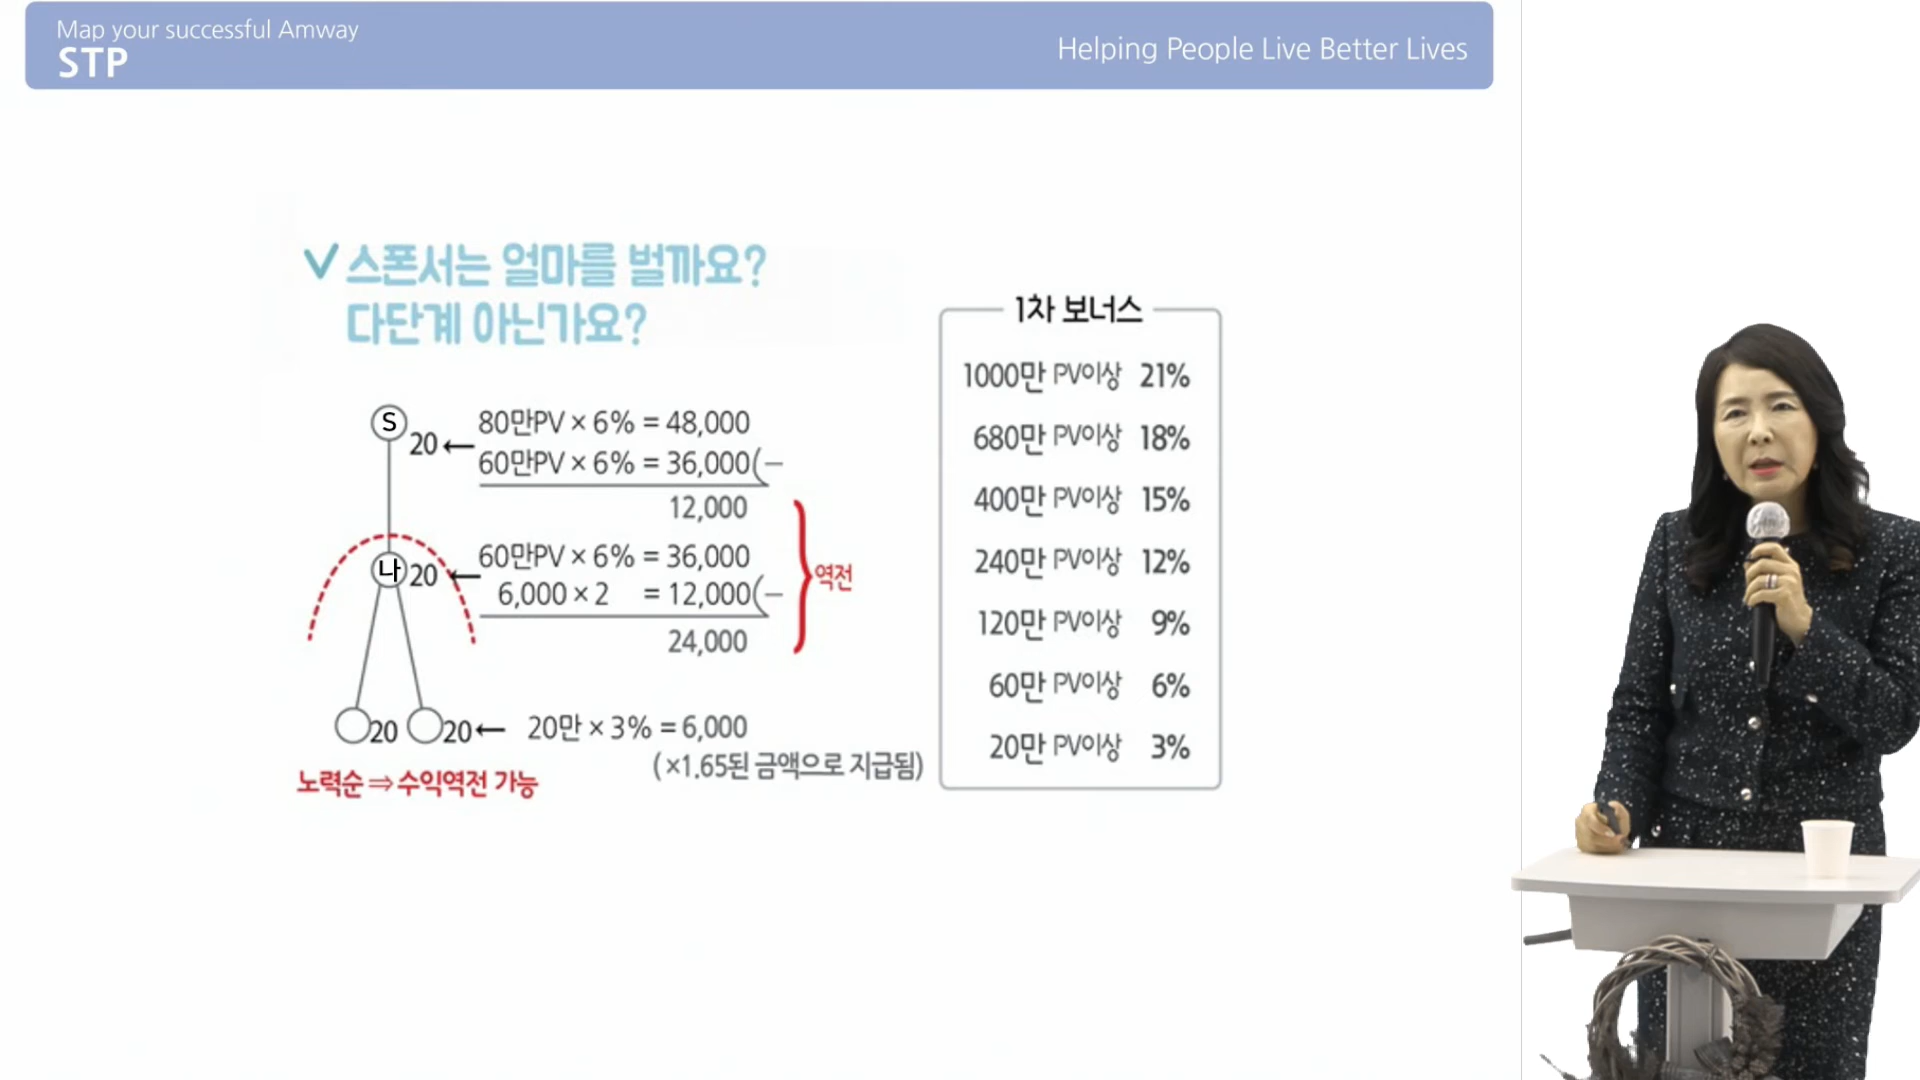 Map your successful Amway
STP
Helping People Live Better Lives
✓ 스폰서는 얼마를 벌까요?
다단계 아닌가요?
S 20 ← 80만PV × 6% = 48,000
60만PV × 6% = 36,000(−
12,000
나 20 ← 60만PV × 6% = 36,000
6,000 × 2 = 12,000(−
24,000
역전
20 20 ← 20만 × 3% = 6,000
(×1.65된 금액으로 지급됨)
노력순 ⇒ 수익역전 가능
1차 보너스
1000만 PV이상 21%
680만 PV이상 18%
400만 PV이상 15%
240만 PV이상 12%
120만 PV이상 9%
60만 PV이상 6%
20만 PV이상 3%